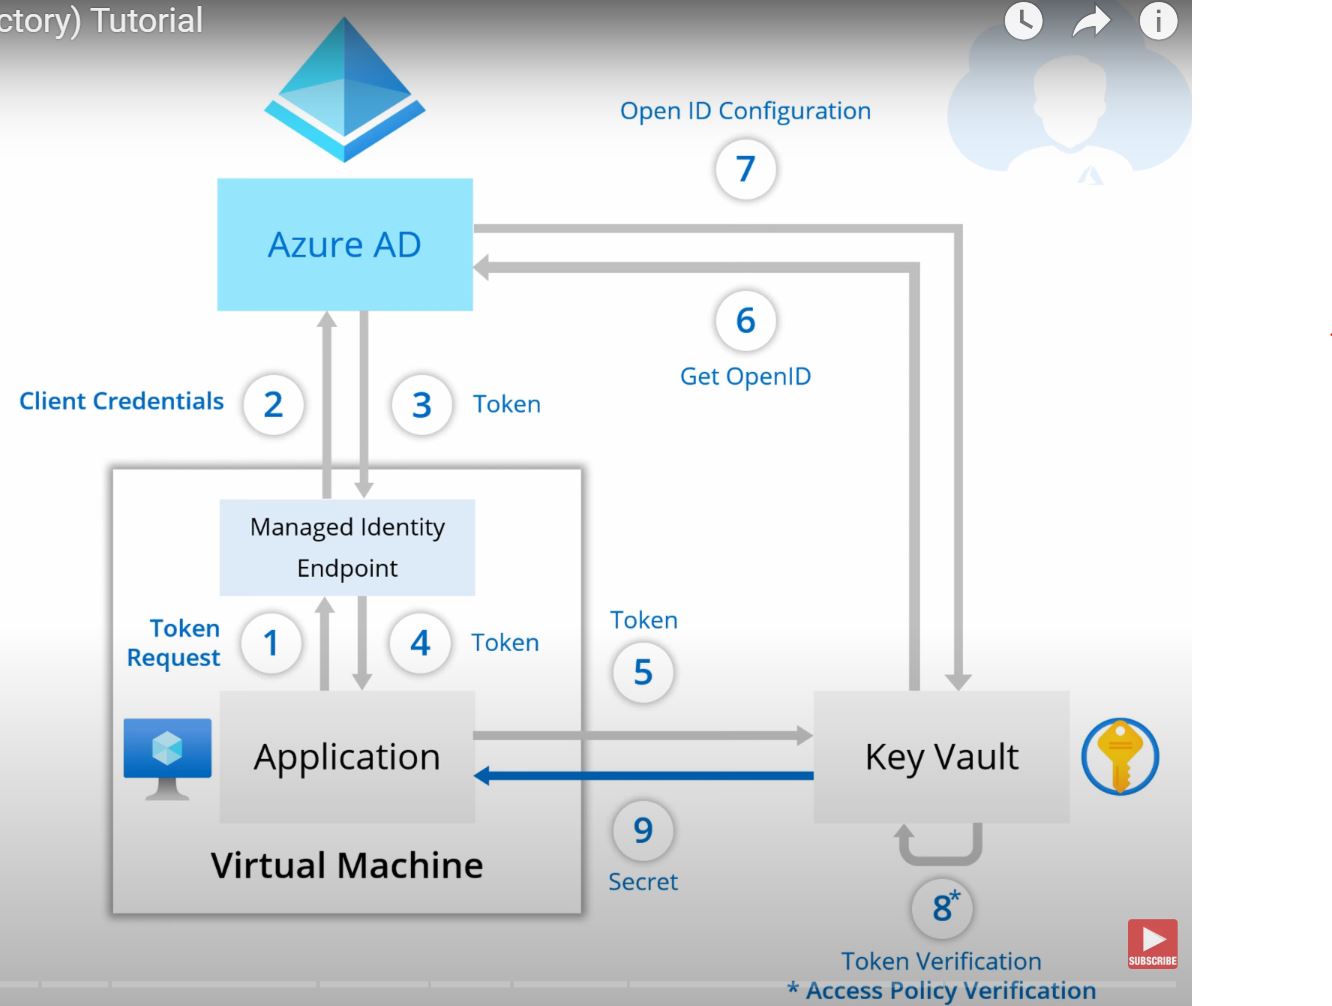 ctory) Tutorial
Open ID Configuration
7
Azure AD
6
Get OpenID
Client Credentials
2
3
Token
Managed Identity
Endpoint
Token
Request
1
4
Token
Token
5
Application
Key Vault
9
Secret
Virtual Machine
8*
Token Verification
* Access Policy Verification
SUBSCRIBE